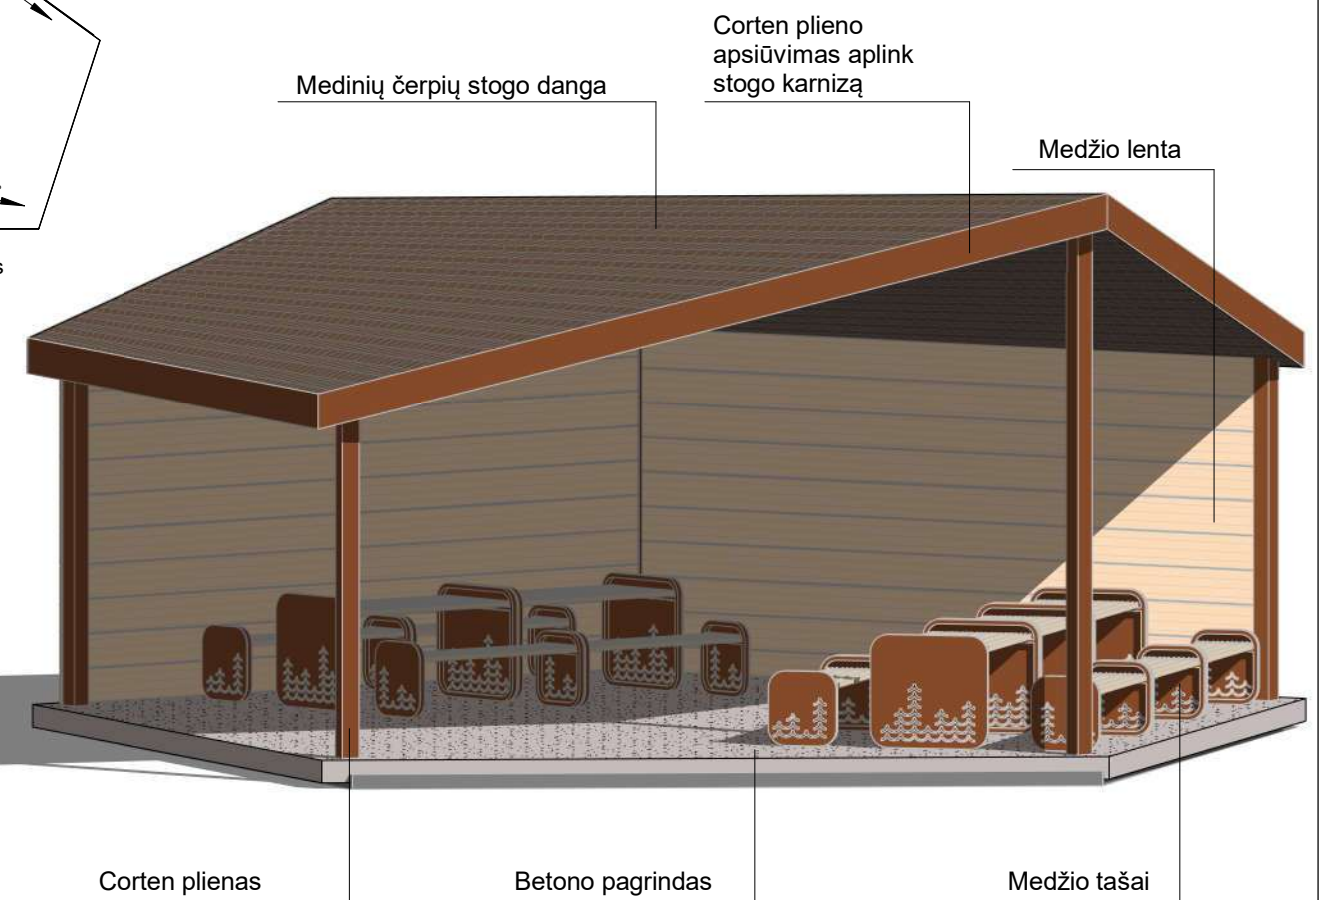 Corten plieno
apsiūvimas aplink
stogo karnizą
Medinių čerpių stogo danga
Medžio lenta
s
Corten plienas
Betono pagrindas
Medžio tašai